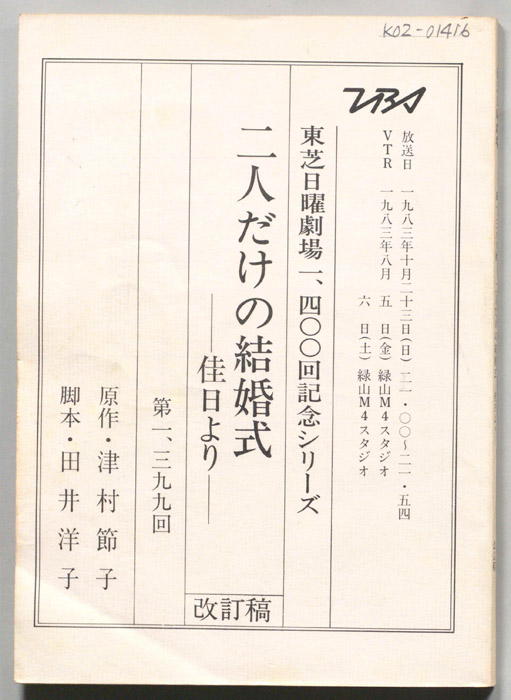 K02-01416
TBS
放送日 一九八三年十月二十三日(日) 二一・〇〇~二一・五四
VTR 一九八三年八月 五 日(金) 緑山M4スタジオ
六 日(土) 緑山M4スタジオ
東芝日曜劇場一、四〇〇回記念シリーズ
二人だけの結婚式
―佳日より―
改訂稿
第一、三九九回
原作・津村節子
脚本・田井洋子